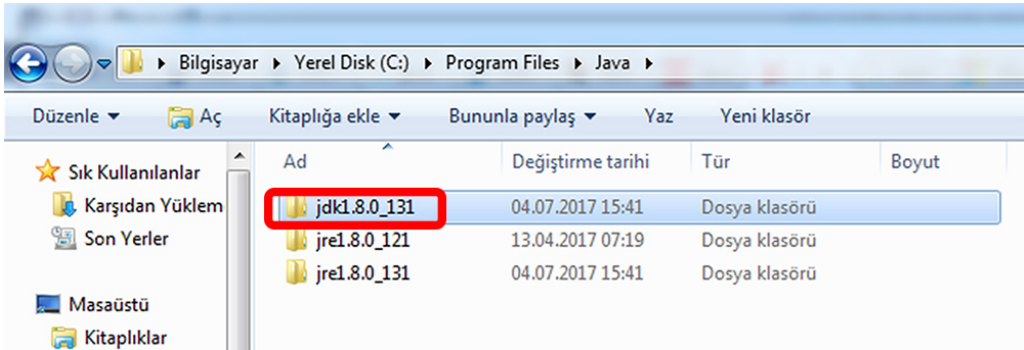 Bilgisayar ▸ Yerel Disk (C:) ▸ Program Files ▸ Java ▸
Düzenle ▾ Aç Kitaplığa ekle ▾ Bununla paylaş ▾ Yaz Yeni klasör
Sık Kullanılanlar
Karşıdan Yüklem
Son Yerler
Masaüstü
Kitaplıklar
Ad Değiştirme tarihi Tür Boyut
jdk1.8.0_131 04.07.2017 15:41 Dosya klasörü
jre1.8.0_121 13.04.2017 07:19 Dosya klasörü
jre1.8.0_131 04.07.2017 15:41 Dosya klasörü